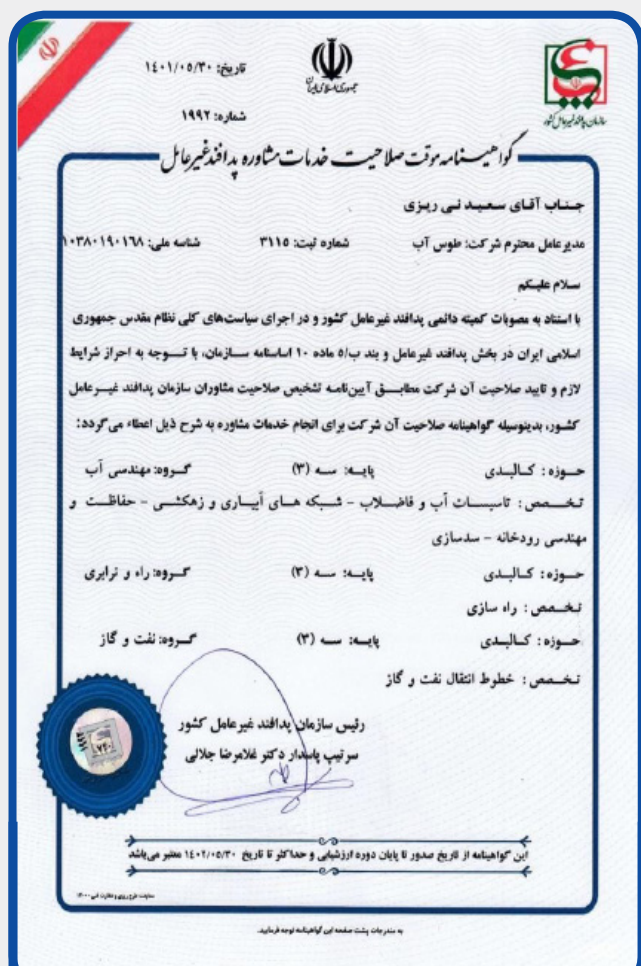 تاریخ: ۱٤۰۱/۰٥/۳۰
جمهوری اسلامی ایران
سازمان پدافند غیرعامل کشور
شماره: ۱۹۹۲
گواهینامه موقت صلاحیت خدمات مشاوره پدافند غیرعامل
جناب آقای سعید نی ریزی
مدیرعامل محترم شرکت: طوس آب شماره ثبت: ۳۱۱٥ شناسه ملی: ۱۰۳۸۰۱۹۰۱٦۸
سلام علیکم
با استناد به مصوبات کمیته دائمی پدافند غیرعامل کشور و در اجرای سیاست‌های کلی نظام مقدس جمهوری
اسلامی ایران در بخش پدافند غیرعامل و بند ب/٥ ماده ۱۰ اساسنامه سازمان، با توجه به احراز شرایط
لازم و تایید صلاحیت آن شرکت مطابق آیین‌نامه تشخیص صلاحیت مشاوران سازمان پدافند غیرعامل
کشور، بدینوسیله گواهینامه صلاحیت آن شرکت برای انجام خدمات مشاوره به شرح ذیل اعطاء می‌گردد:
حوزه: کالبدی پایه: سه (۳) گروه: مهندسی آب
تخصص: تاسیسات آب و فاضلاب - شبکه های آبیاری و زهکشی - حفاظت و
مهندسی رودخانه - سدسازی
حوزه: کالبدی پایه: سه (۳) گروه: راه و ترابری
تخصص: راه سازی
حوزه: کالبدی پایه: سه (۳) گروه: نفت و گاز
تخصص: خطوط انتقال نفت و گاز
رئیس سازمان پدافند غیرعامل کشور
سرتیپ پاسدار دکتر غلامرضا جلالی
این گواهینامه از تاریخ صدور تا پایان دوره ارزشیابی و حداکثر تا تاریخ ۱٤۰۲/۰٥/۳۰ معتبر می‌باشد
به مندرجات پشت صفحه این گواهینامه توجه فرمایید.